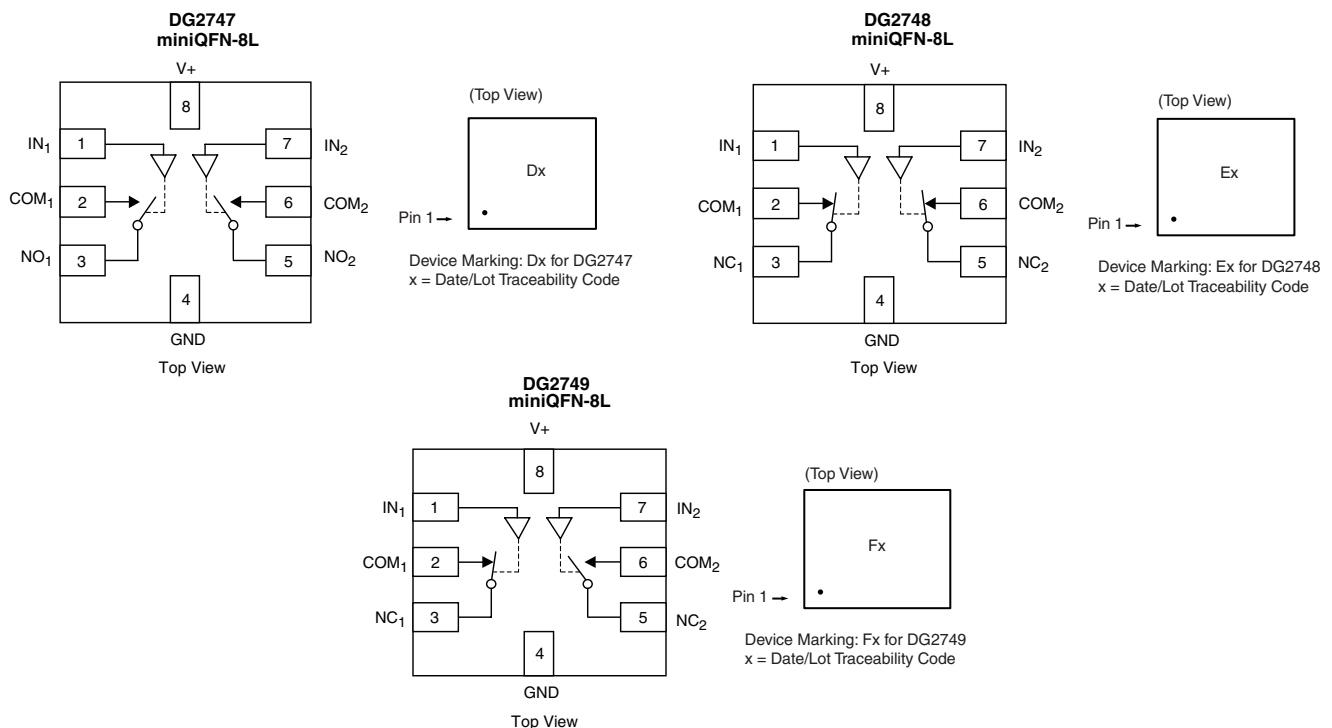 DG2747
miniQFN-8L
V+
8
IN1
1
7
IN2
COM1
2
6
COM2
NO1
3
5
NO2
4
GND
Top View
(Top View)
Dx
Pin 1
Device Marking: Dx for DG2747
x = Date/Lot Traceability Code
DG2748
miniQFN-8L
V+
8
IN1
1
7
IN2
COM1
2
6
COM2
NC1
3
5
NC2
4
GND
Top View
(Top View)
Ex
Pin 1
Device Marking: Ex for DG2748
x = Date/Lot Traceability Code
DG2749
miniQFN-8L
V+
8
IN1
1
7
IN2
COM1
2
6
COM2
NC1
3
5
NC2
4
GND
Top View
(Top View)
Fx
Pin 1
Device Marking: Fx for DG2749
x = Date/Lot Traceability Code